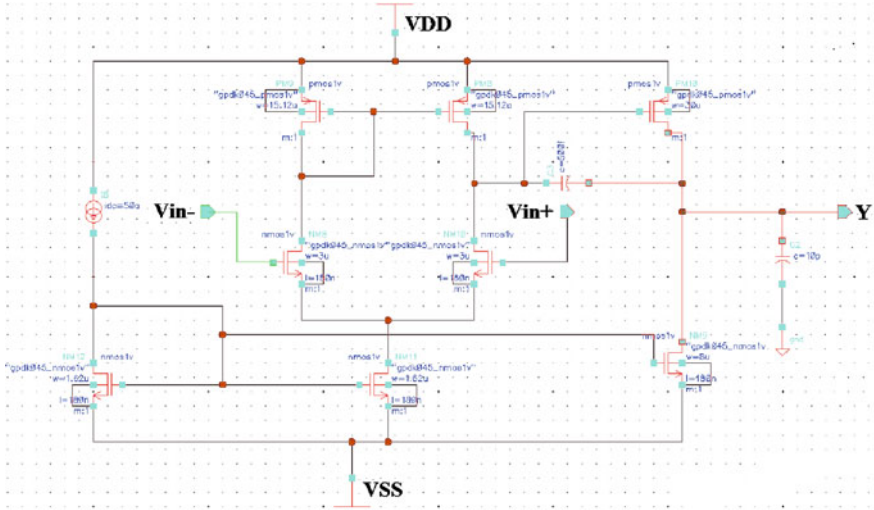 VDD
pmos1v
pmos1v
pmos1v
"gpdk045_pmos1v"
"gpdk045_pmos1v"
"gpdk045_pmos1v"
w=15.12u
w=15.12u
w=30u
m:1
m:1
m:1
idc=50u
Vin-
Vin+
Y
nmos1v
nmos1v
"gpdk045_nmos1v"
"gpdk045_nmos1v"
w=3u
w=3u
l=180n
l=180n
m:1
m:1
c=10p
gnd
NM12
nmos1v
NM11
nmos1v
nmos1v
"gpdk045_nmos1v"
"gpdk045_nmos1v"
"gpdk045_nmos1v"
w=1.62u
w=1.62u
l=180n
l=180n
l=180n
m:1
m:1
m:1
VSS